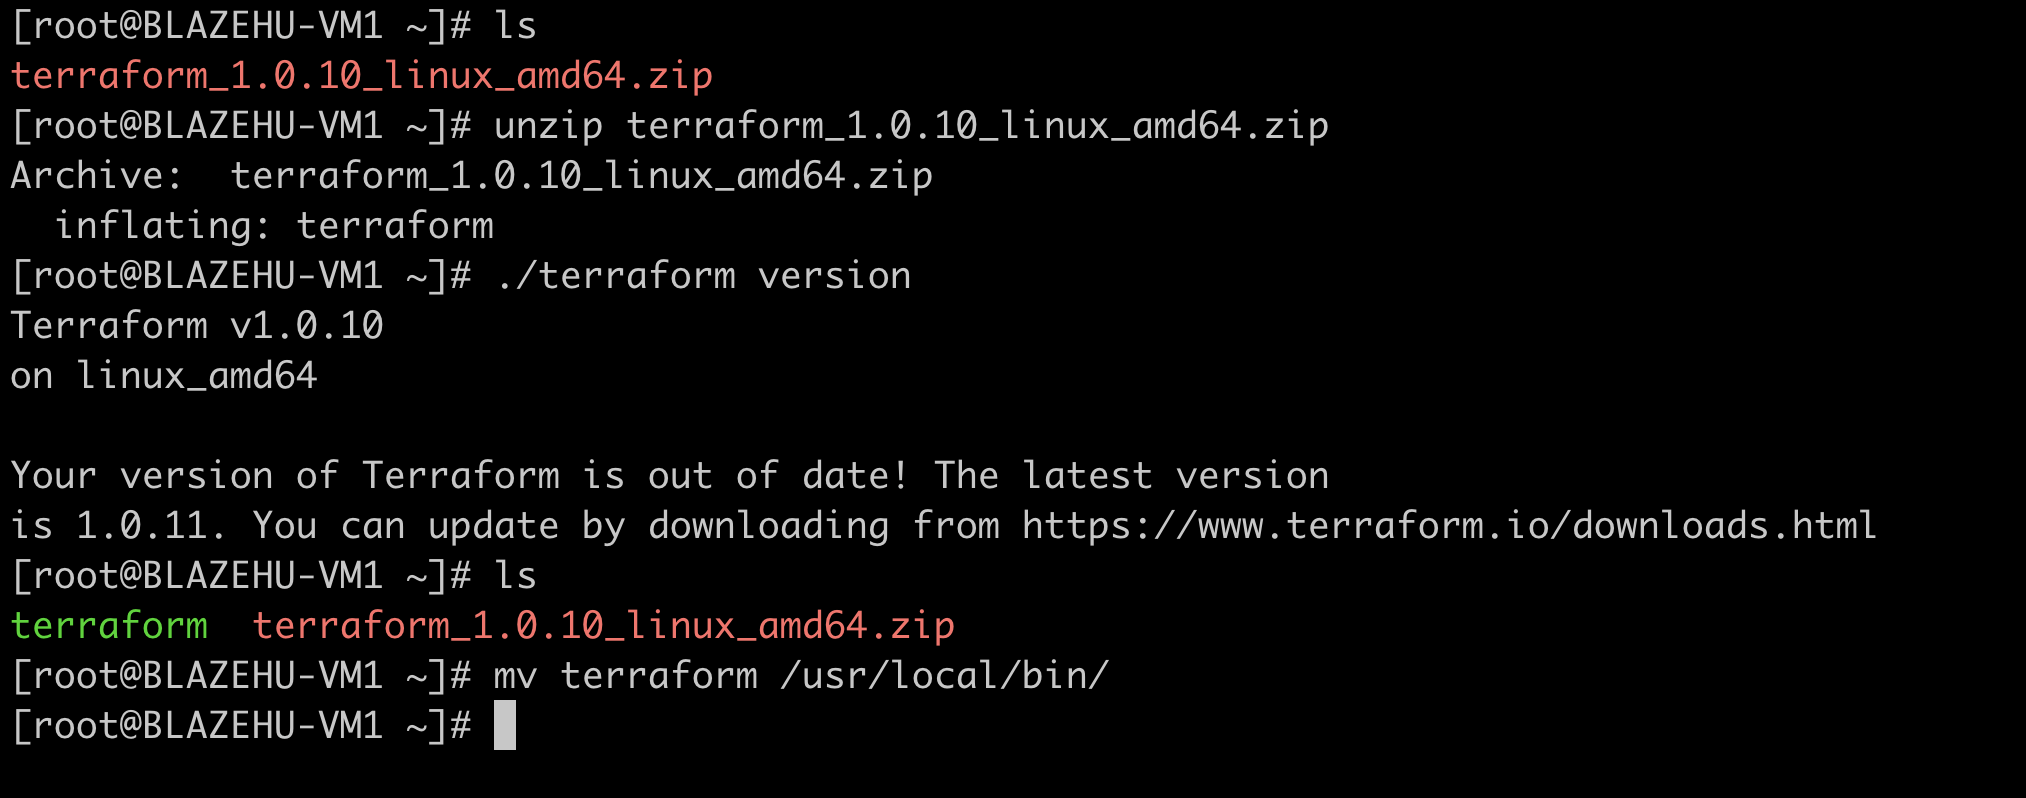 [root@BLAZEHU-VM1 ~]# ls
terraform_1.0.10_linux_amd64.zip
[root@BLAZEHU-VM1 ~]# unzip terraform_1.0.10_linux_amd64.zip
Archive:  terraform_1.0.10_linux_amd64.zip
  inflating: terraform
[root@BLAZEHU-VM1 ~]# ./terraform version
Terraform v1.0.10
on linux_amd64

Your version of Terraform is out of date! The latest version
is 1.0.11. You can update by downloading from https://www.terraform.io/downloads.html
[root@BLAZEHU-VM1 ~]# ls
terraform  terraform_1.0.10_linux_amd64.zip
[root@BLAZEHU-VM1 ~]# mv terraform /usr/local/bin/
[root@BLAZEHU-VM1 ~]#